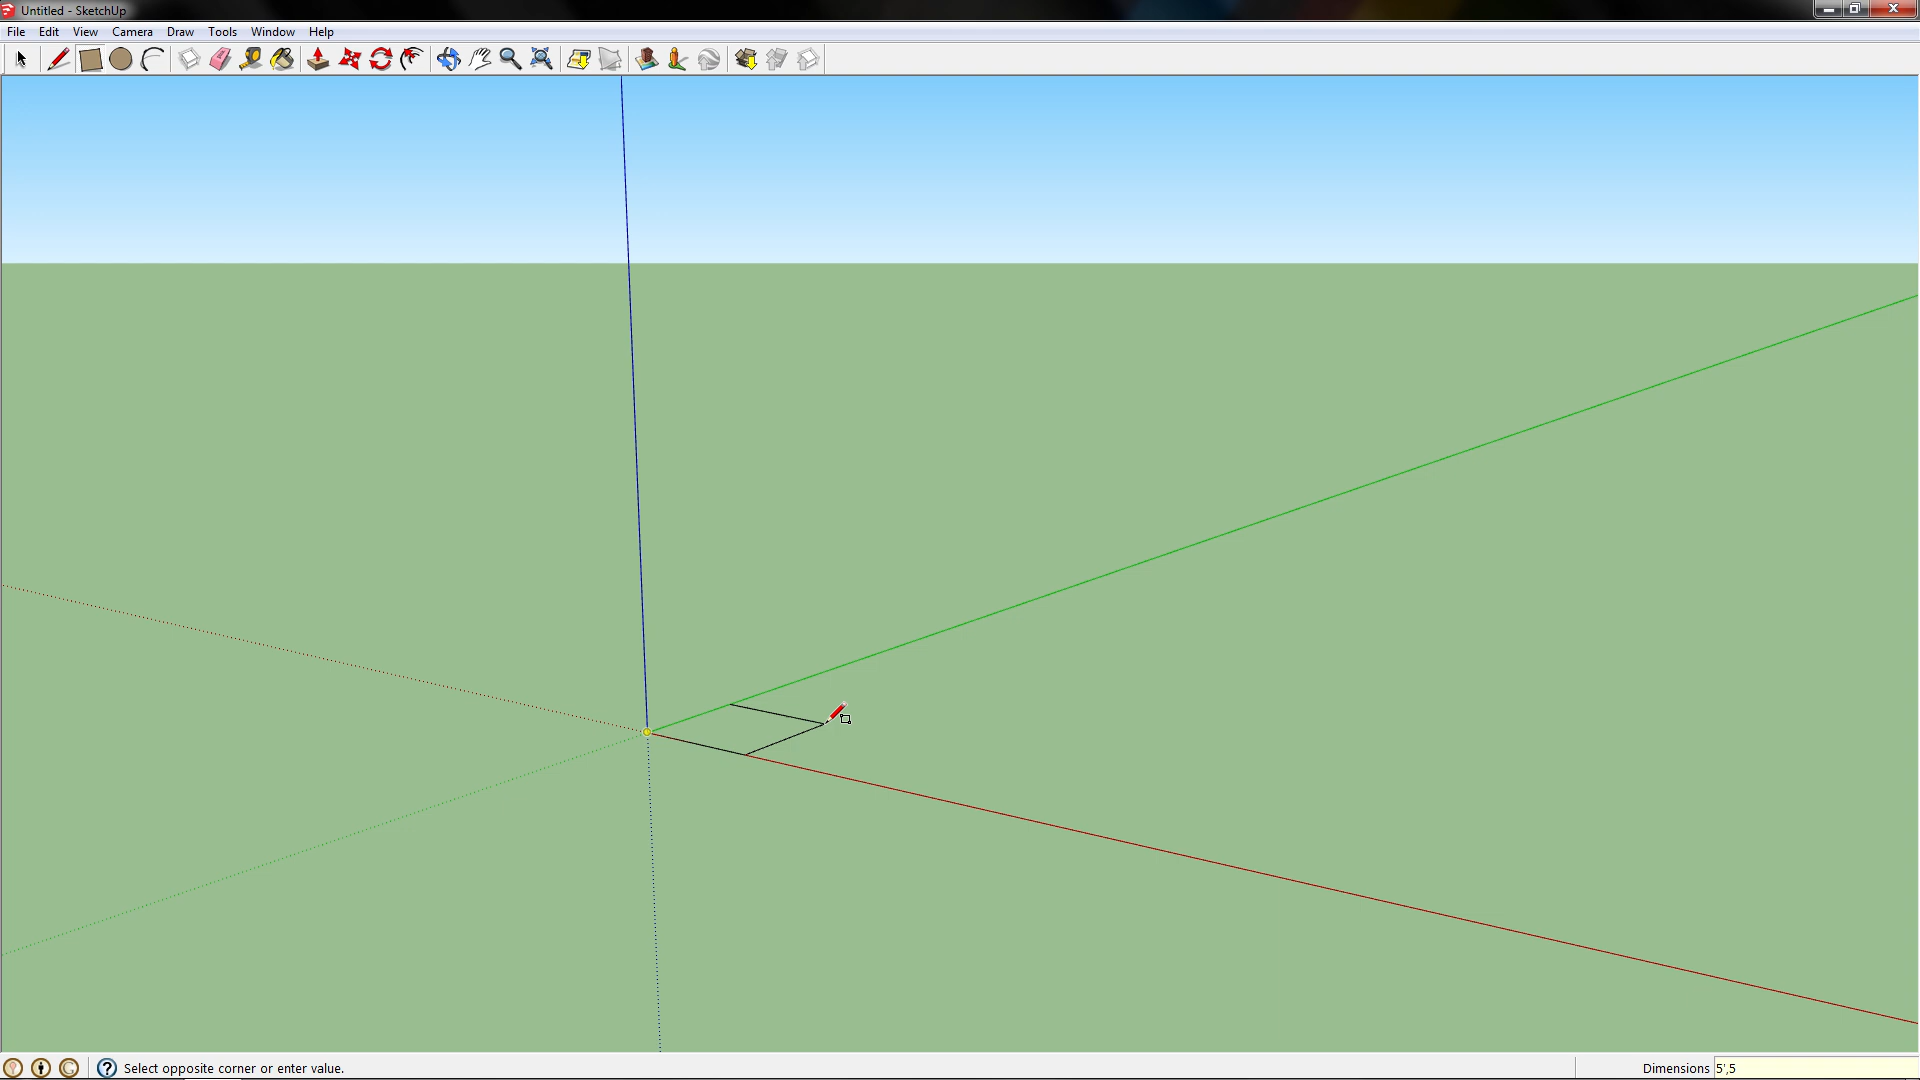 Untitled - SketchUp
File Edit View Camera Draw Tools Window Help
Select opposite corner or enter value. Dimensions 5',5